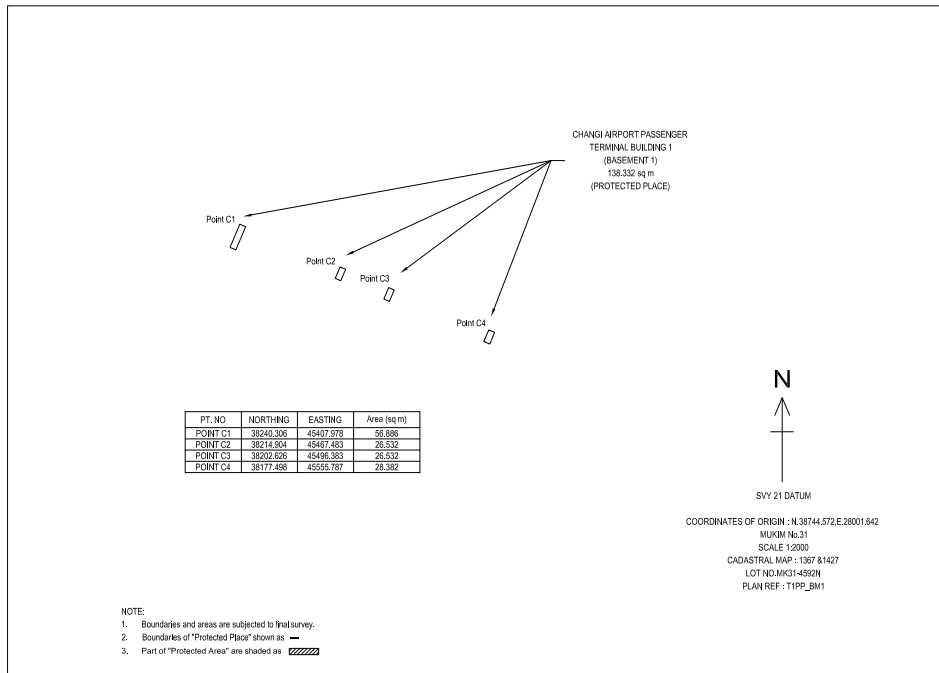 CHANGI AIRPORT PASSENGER
TERMINAL BUILDING 1
(BASEMENT 1)
138.332 sq m
(PROTECTED PLACE)
Point C1
Point C2
Point C3
Point C4
PT. NO NORTHING EASTING Area (sq m)
POINT C1 38240.306 45407.978 56.886
POINT C2 38214.904 45467.483 26.532
POINT C3 38202.626 45496.383 26.532
POINT C4 38177.498 45555.787 28.382
N
SVY 21 DATUM
COORDINATES OF ORIGIN : N.38744.572,E.28001.642
MUKIM No.31
SCALE 1:2000
CADASTRAL MAP : 1367 &1427
LOT NO.MK31-4592N
PLAN REF : T1PP_BM1
NOTE:
1. Boundaries and areas are subjected to final survey.
2. Boundaries of "Protected Place" shown as
3. Part of "Protected Area" are shaded as